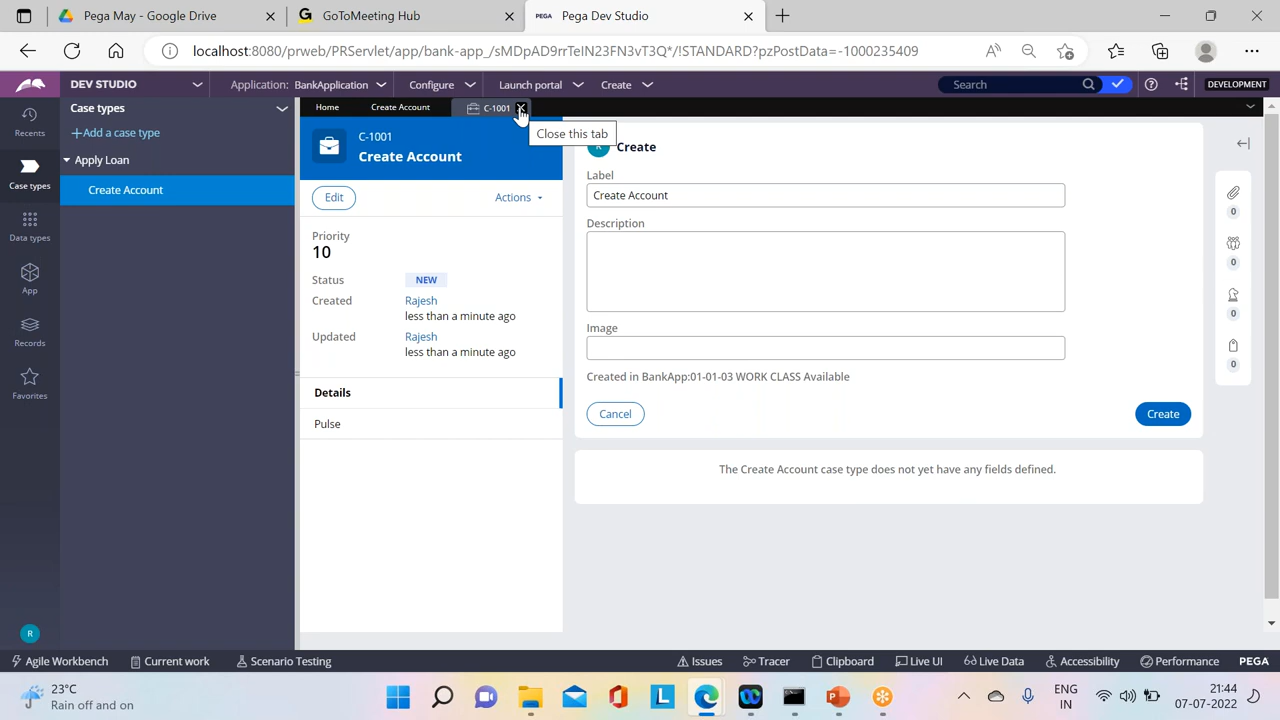 Pega May - Google Drive
GoToMeeting Hub
PEGA Pega Dev Studio
localhost:8080/prweb/PRServlet/app/bank-app_/sMDpAD9rrTeIN23FN3vT3Q*/!STANDARD?pzPostData=-1000235409
DEV STUDIO
Application: BankApplication
Configure
Launch portal
Create
Search
DEVELOPMENT
Recents
Case types
Data types
App
Records
Favorites
R
Case types
+Add a case type
Apply Loan
Create Account
Home
Create Account
C-1001
Close this tab
C-1001
Create Account
Edit
Actions
Priority
10
Status NEW
Created Rajesh
less than a minute ago
Updated Rajesh
less than a minute ago
Details
Pulse
R Create
Label
Create Account
Description
Image
Created in BankApp:01-01-03 WORK CLASS Available
Cancel
Create
The Create Account case type does not yet have any fields defined.
0
0
0
0
Agile Workbench
Current work
Scenario Testing
Issues
Tracer
Clipboard
Live UI
Live Data
Accessibility
Performance
PEGA
23°C
Rain off and on
ENG
IN
21:44
07-07-2022